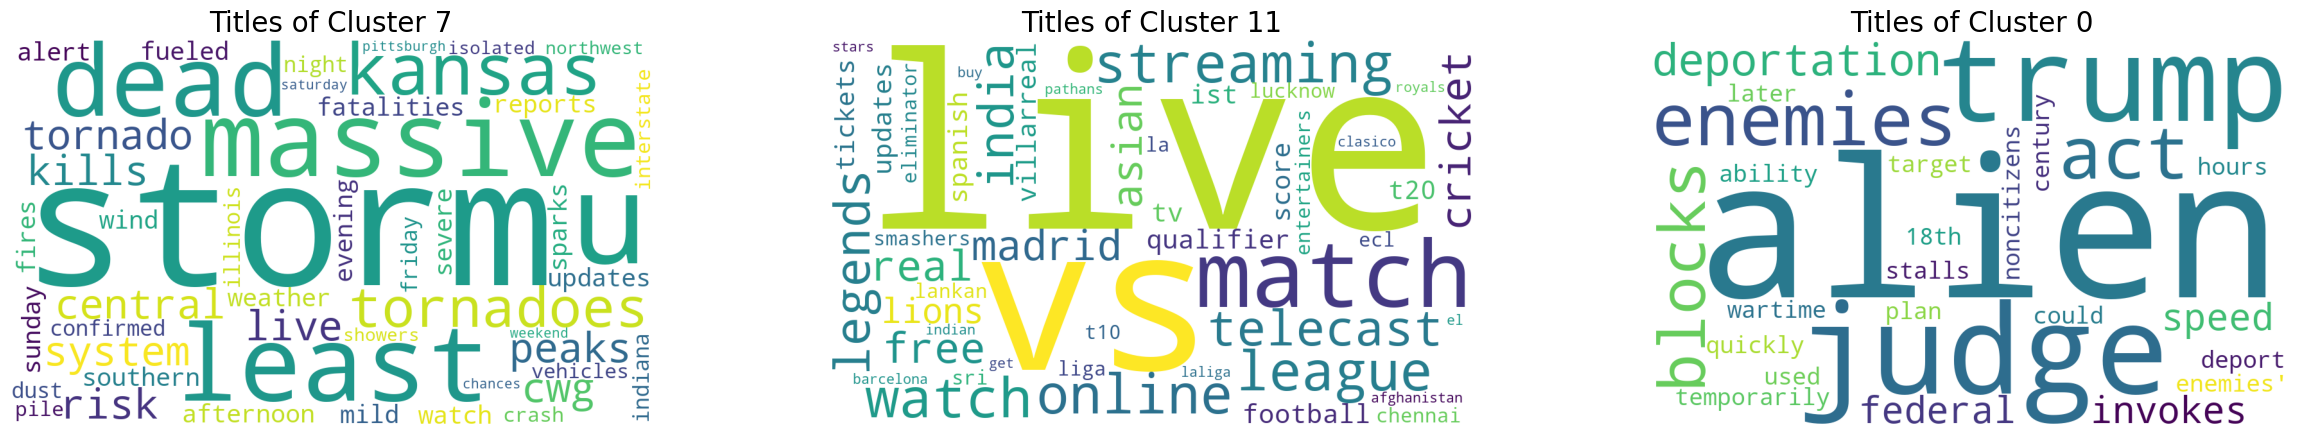 Titles of Cluster 7
alert
fueled
pittsburgh
isolated
northwest
dead
night
saturday
kansas
fatalities
reports
interstate
tornado
massive
kills
storm
u
wind
illinois
evening
friday
severe
sparks
fires
updates
central
weather
tornadoes
sunday
confirmed
live
showers
weekend
system
least
peaks
indiana
southern
chances
vehicles
dust
cwg
pile
risk
afternoon
mild
watch
crash
Titles of Cluster 11
stars
live
india
streaming
tickets
updates
eliminator
buy
pathans
ist
lucknow
royals
cricket
spanish
villarreal
asian
la
score
entertainers
clasico
t20
tv
legends
smashers
madrid
qualifier
ecl
real
vs
match
lankan
lions
indian
t10
telecast
el
free
get
liga
laliga
league
barcelona
sri
watch
online
football
afghanistan
chennai
Titles of Cluster 0
deportation
trump
later
enemies
noncitizens
century
act
target
hours
ability
blocks
alien
18th
stalls
wartime
plan
could
speed
judge
quickly
deport
used
enemies'
temporarily
federal
invokes